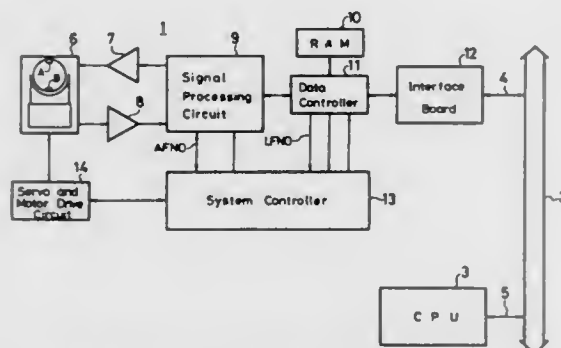 1
6
7
8
A
B
9
Signal
Processing
Circuit
10
RAM
11
Data
Controller
12
Interface
Board
4
AFNO
LFNO
14
Servo and
Motor Drive
Circuit
System Controller
13
3
CPU
5